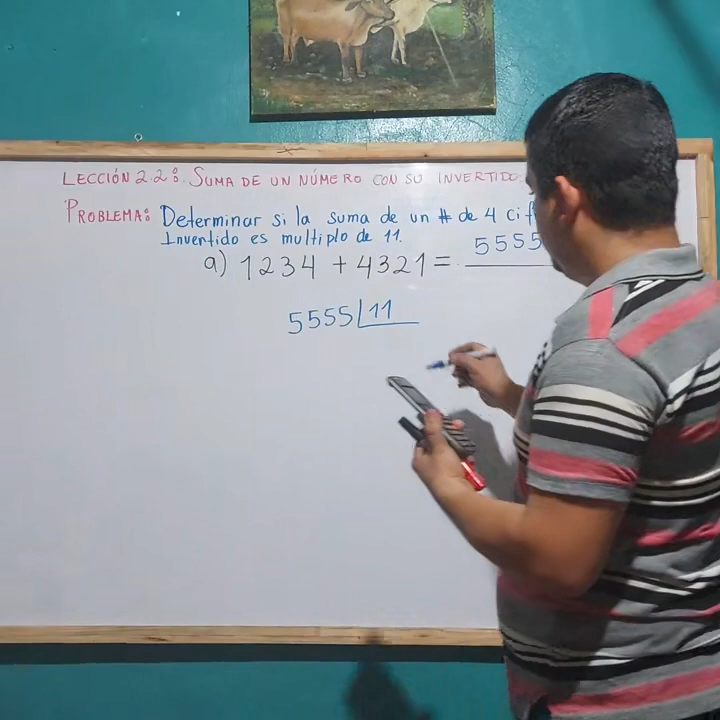 LECCIÓN 2.2: SUMA DE UN NÚMERO CON SU INVERTIDO.
PROBLEMA: Determinar si la suma de un # de 4 cif
Invertido es multiplo de 11.
a) 1234 + 4321 = 5555
5555 11